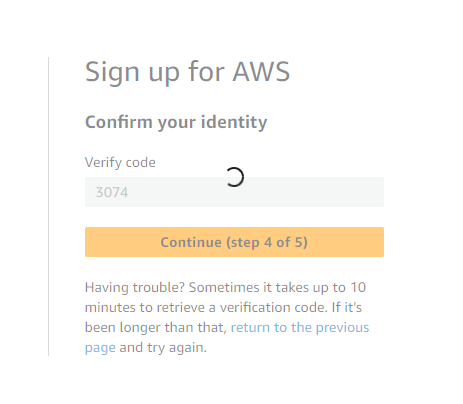 Sign up for AWS
Confirm your identity
Verify code
3074
Continue (step 4 of 5)
Having trouble? Sometimes it takes up to 10
minutes to retrieve a verification code. If it's
been longer than that, return to the previous
page and try again.